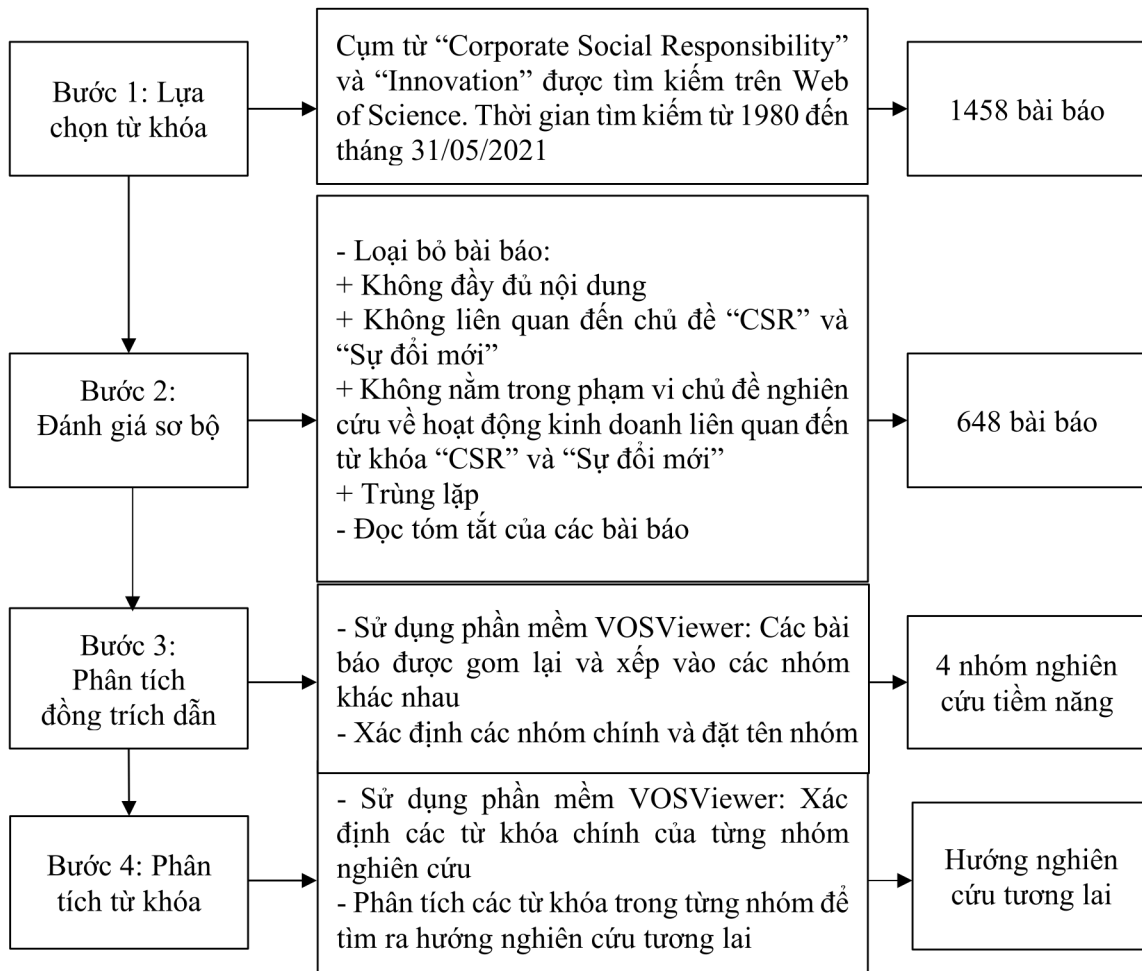 Bước 1: Lựa
chọn từ khóa
Cụm từ “Corporate Social Responsibility”
và “Innovation” được tìm kiếm trên Web
of Science. Thời gian tìm kiếm từ 1980 đến
tháng 31/05/2021
1458 bài báo
Bước 2:
Đánh giá sơ bộ
- Loại bỏ bài báo:
+ Không đầy đủ nội dung
+ Không liên quan đến chủ đề “CSR” và
“Sự đổi mới”
+ Không nằm trong phạm vi chủ đề nghiên
cứu về hoạt động kinh doanh liên quan đến
từ khóa “CSR” và “Sự đổi mới”
+ Trùng lặp
- Đọc tóm tắt của các bài báo
648 bài báo
Bước 3:
Phân tích
đồng trích dẫn
- Sử dụng phần mềm VOSViewer: Các bài
báo được gom lại và xếp vào các nhóm
khác nhau
- Xác định các nhóm chính và đặt tên nhóm
4 nhóm nghiên
cứu tiềm năng
Bước 4: Phân
tích từ khóa
- Sử dụng phần mềm VOSViewer: Xác
định các từ khóa chính của từng nhóm
nghiên cứu
- Phân tích các từ khóa trong từng nhóm để
tìm ra hướng nghiên cứu tương lai
Hướng nghiên
cứu tương lai